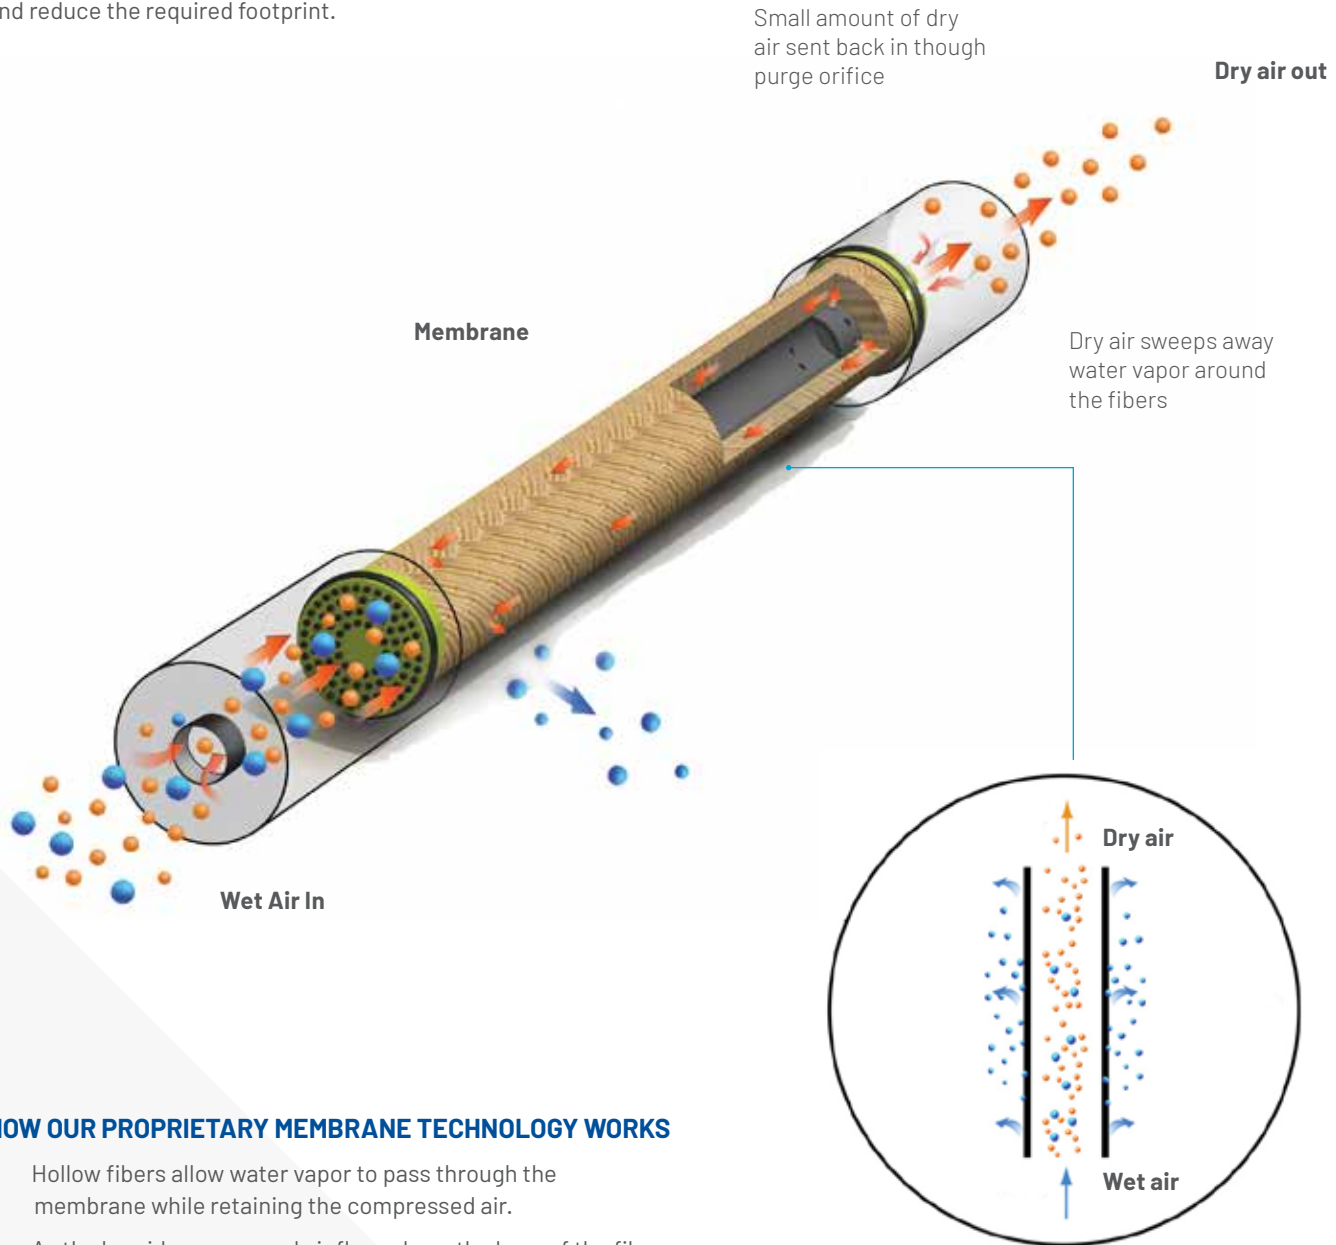 nd reduce the required footprint.
Small amount of dry
air sent back in though
purge orifice
Dry air out
Membrane
Dry air sweeps away
water vapor around
the fibers
Wet Air In
Dry air
Wet air
HOW OUR PROPRIETARY MEMBRANE TECHNOLOGY WORKS
Hollow fibers allow water vapor to pass through the
membrane while retaining the compressed air.